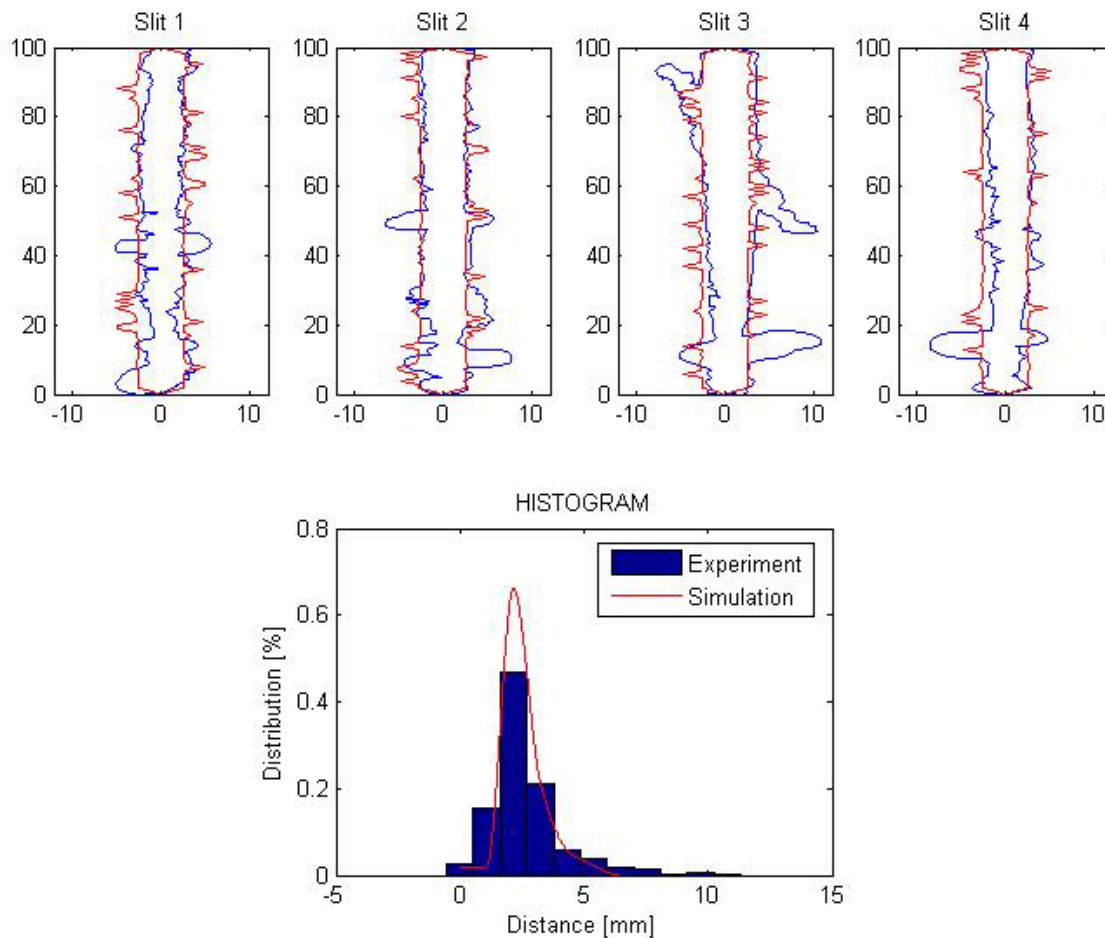 Slit 1 Slit 2 Slit 3 Slit 4
100 100 100 100
80 80 80 80
60 60 60 60
40 40 40 40
20 20 20 20
0 0 0 0
-10 0 10 -10 0 10 -10 0 10 -10 0 10
HISTOGRAM
0.8
Experiment
Simulation
0.6
Distribution [%]
0.4
0.2
0
-5 0 5 10 15
Distance [mm]